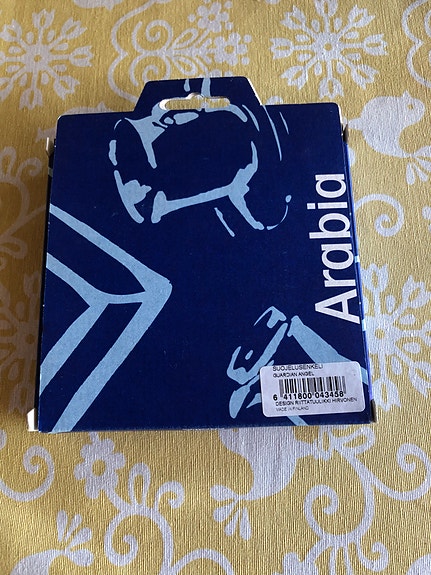 Arabia
SUOJELUSENKELI
GUARDIAN ANGEL
6 411800 043458
DESIGN RIITTATUULIKKI HIRVONEN
MADE IN FINLAND